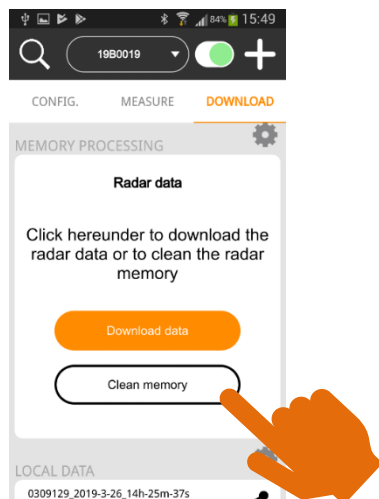 84% 15:49
19B0019
CONFIG. MEASURE DOWNLOAD
MEMORY PROCESSING
Radar data
Click hereunder to download the
radar data or to clean the radar
memory
Download data
Clean memory
LOCAL DATA
0309129_2019-3-26_14h-25m-37s